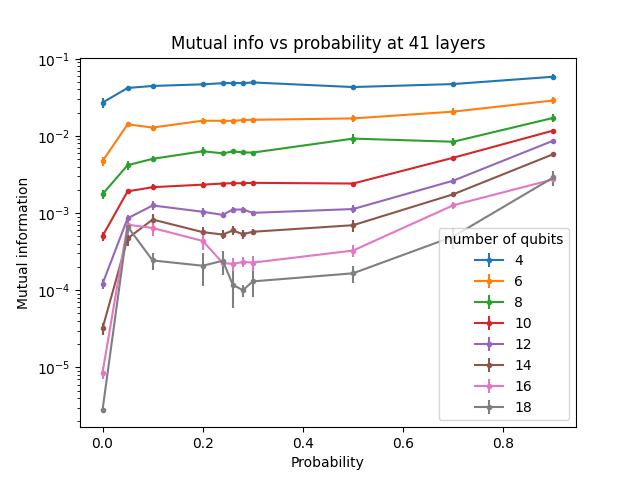 Mutual info vs probability at 41 layers
Mutual information
10⁻¹
10⁻²
10⁻³
10⁻⁴
10⁻⁵
0.0 0.2 0.4 0.6 0.8
Probability
number of qubits
4
6
8
10
12
14
16
18